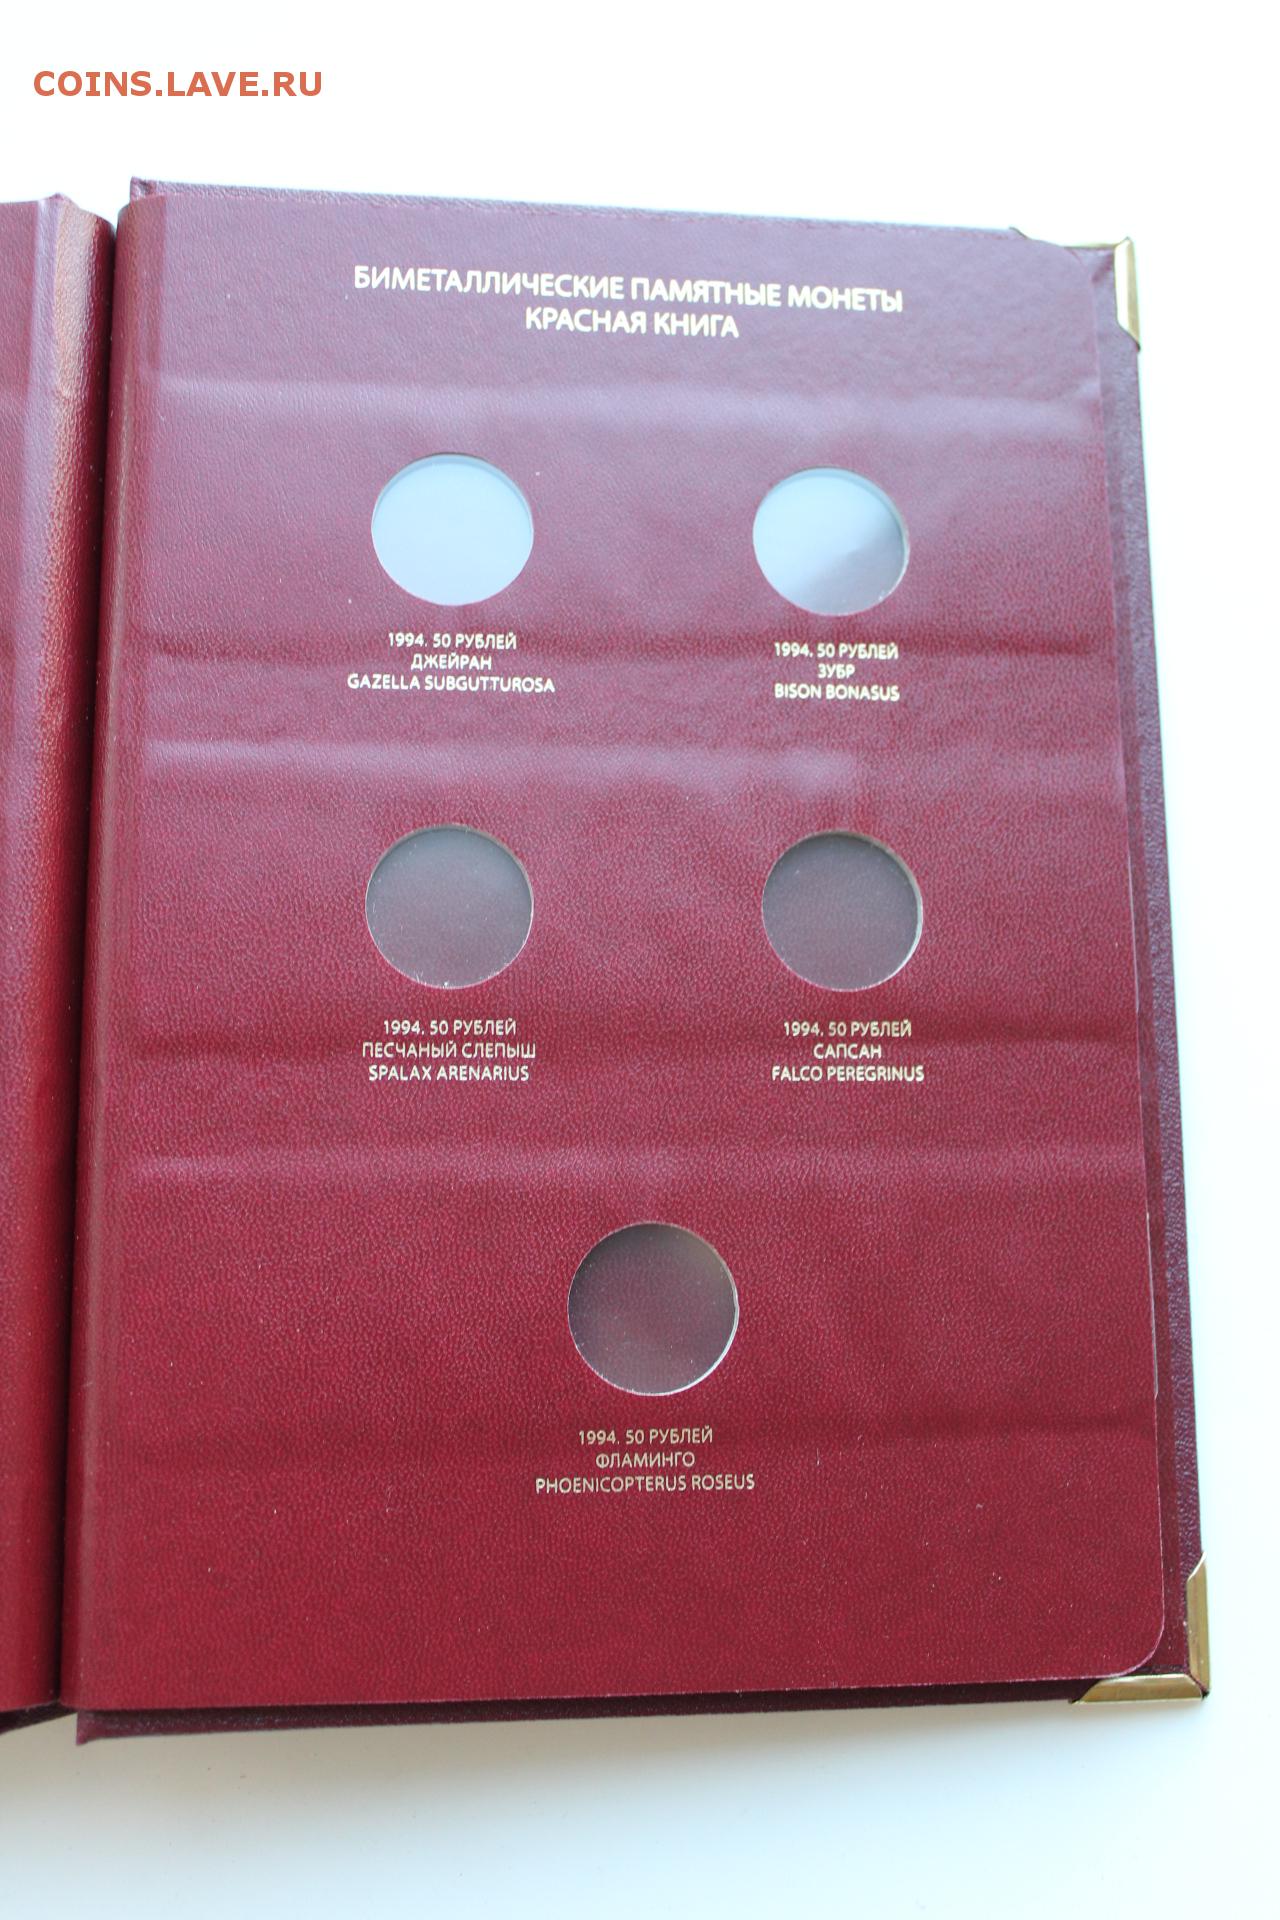 COINS.LAVE.RU
БИМЕТАЛЛИЧЕСКИЕ ПАМЯТНЫЕ МОНЕТЫ
КРАСНАЯ КНИГА
1994. 50 РУБЛЕЙ
ДЖЕЙРАН
GAZELLA SUBGUTTUROSA
1994. 50 РУБЛЕЙ
ЗУБР
BISON BONASUS
1994. 50 РУБЛЕЙ
ПЕСЧАНЫЙ СЛЕПЫШ
SPALAX ARENARIUS
1994. 50 РУБЛЕЙ
САПСАН
FALCO PEREGRINUS
1994. 50 РУБЛЕЙ
ФЛАМИНГО
PHOENICOPTERUS ROSEUS